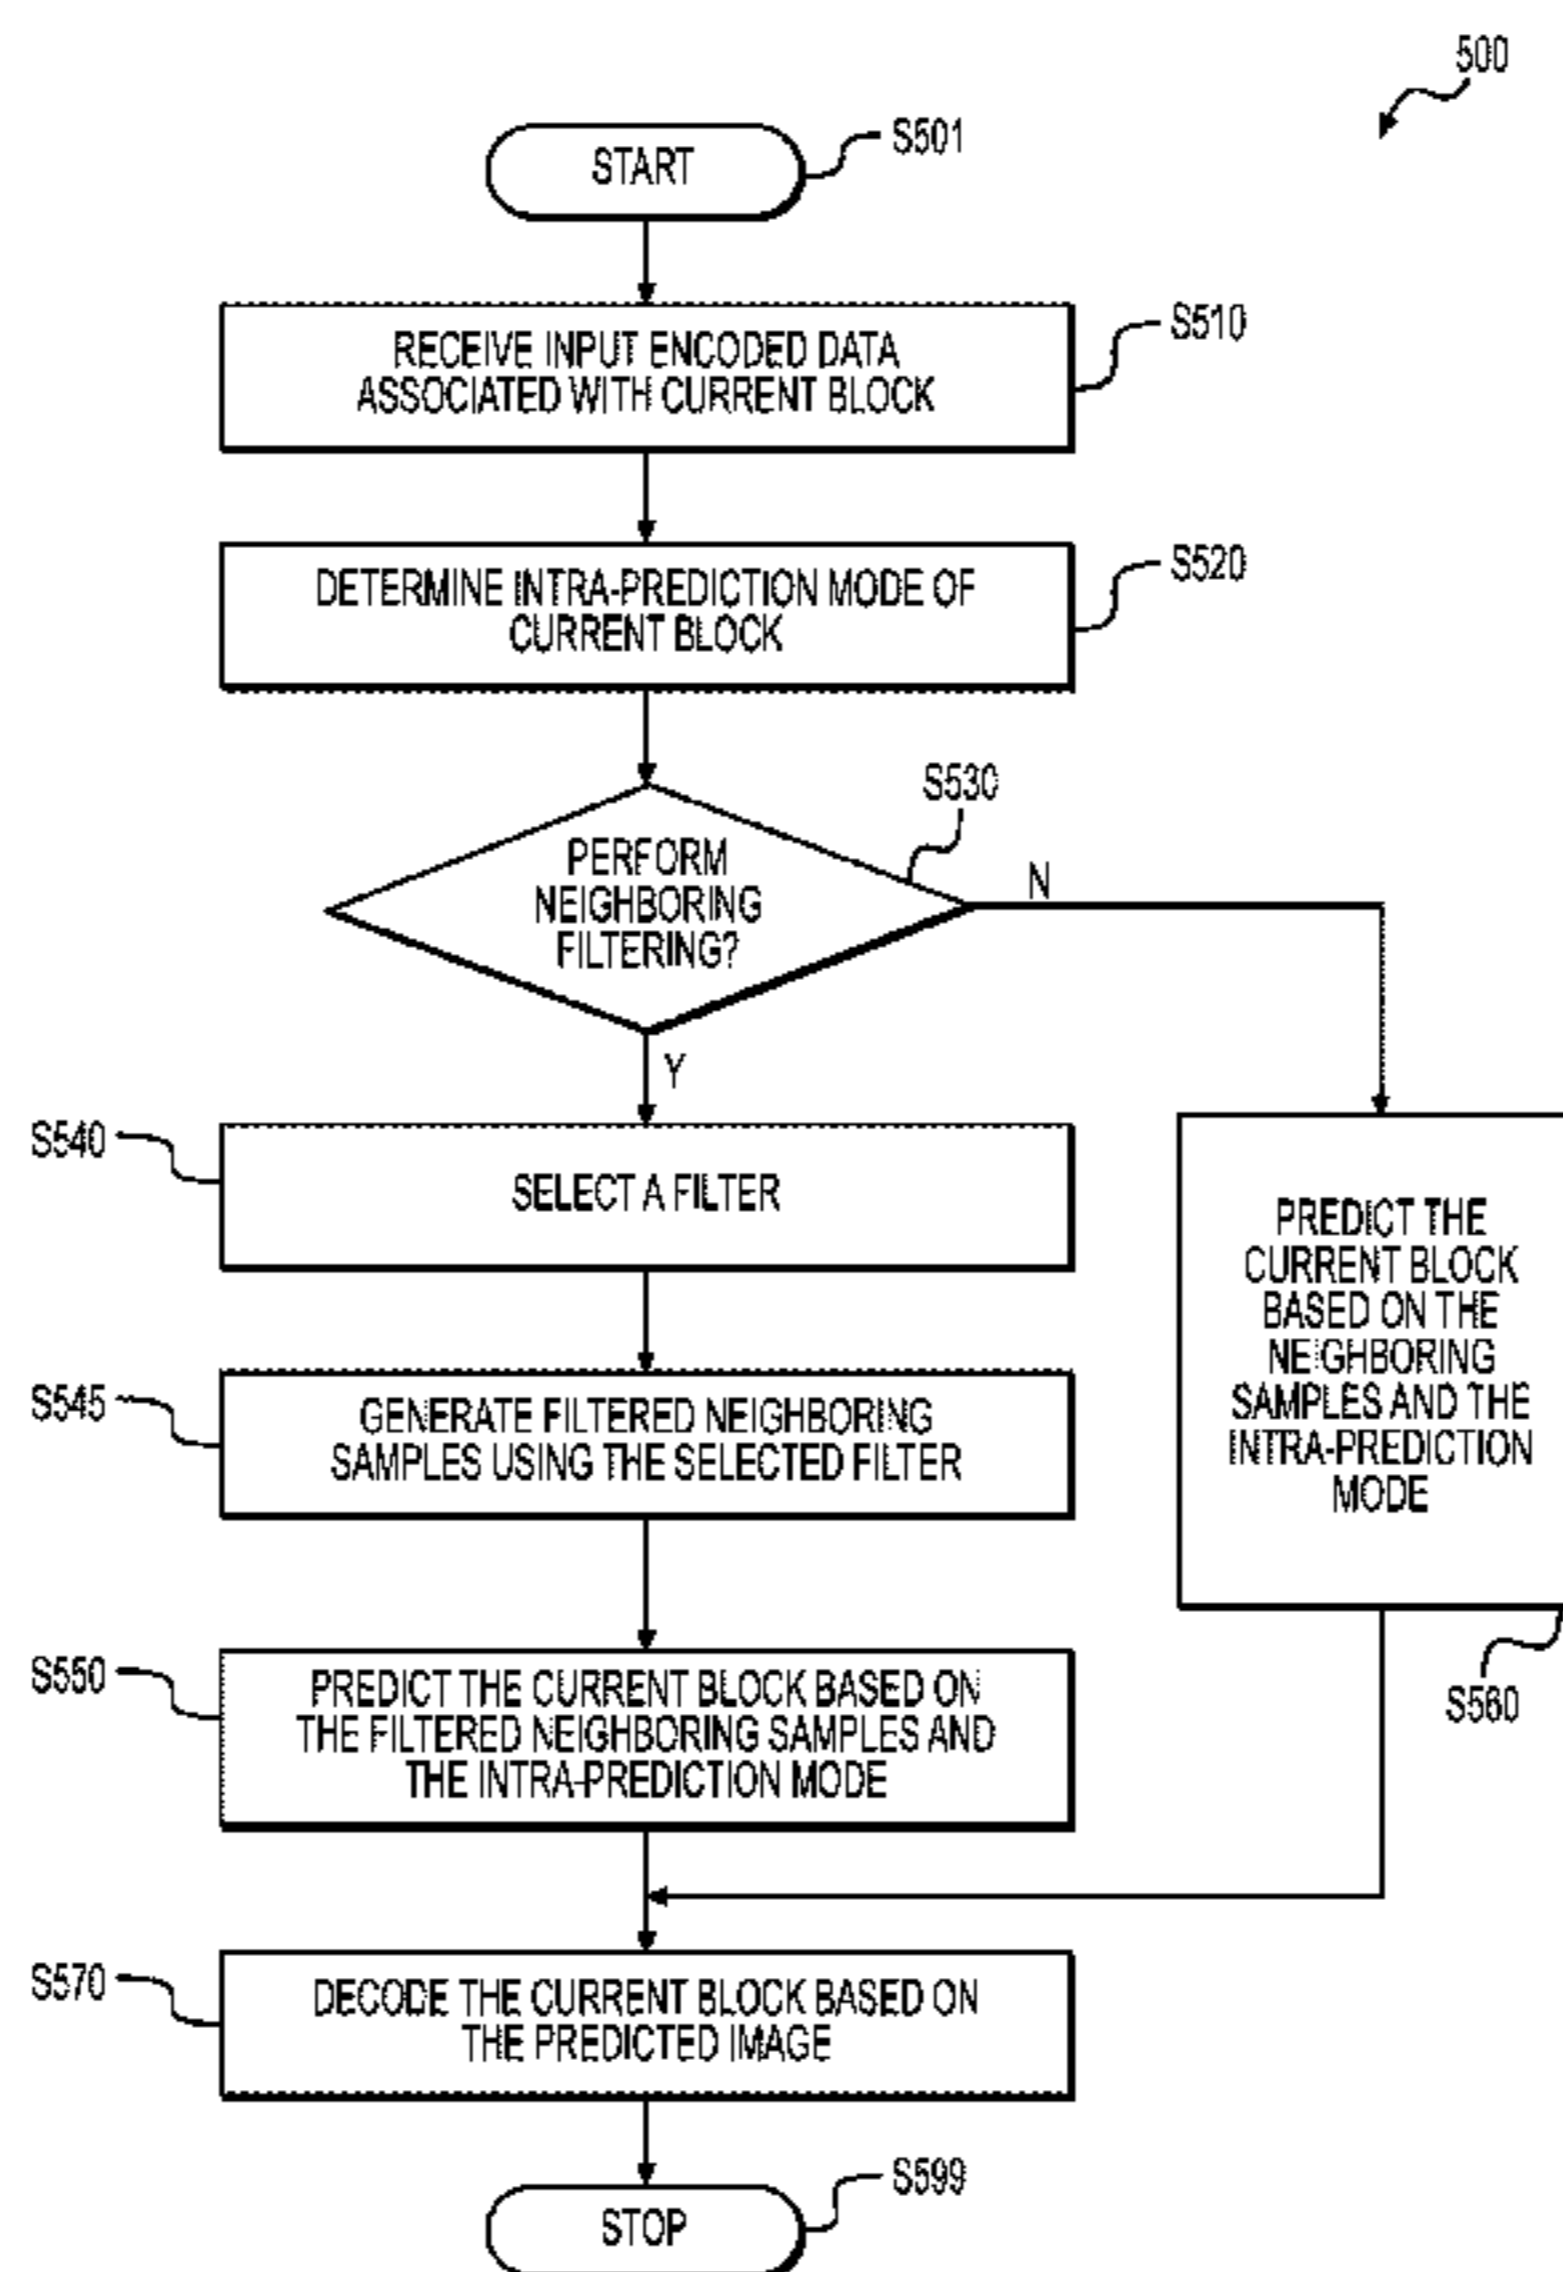 500
START
S501
RECEIVE INPUT ENCODED DATA
ASSOCIATED WITH CURRENT BLOCK
S510
DETERMINE INTRA-PREDICTION MODE OF
CURRENT BLOCK
S520
PERFORM
NEIGHBORING
FILTERING?
S530
N
Y
S540
SELECT A FILTER
S545
GENERATE FILTERED NEIGHBORING
SAMPLES USING THE SELECTED FILTER
PREDICT THE
CURRENT BLOCK
BASED ON THE
NEIGHBORING
SAMPLES AND THE
INTRA-PREDICTION
MODE
S560
S550
PREDICT THE CURRENT BLOCK BASED ON
THE FILTERED NEIGHBORING SAMPLES AND
THE INTRA-PREDICTION MODE
S570
DECODE THE CURRENT BLOCK BASED ON
THE PREDICTED IMAGE
STOP
S599